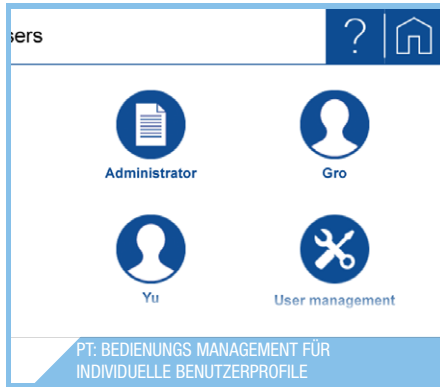 sers
?
Administrator
Gro
Yu
User management
PT: BEDIENUNGS MANAGEMENT FÜR
INDIVIDUELLE BENUTZERPROFILE